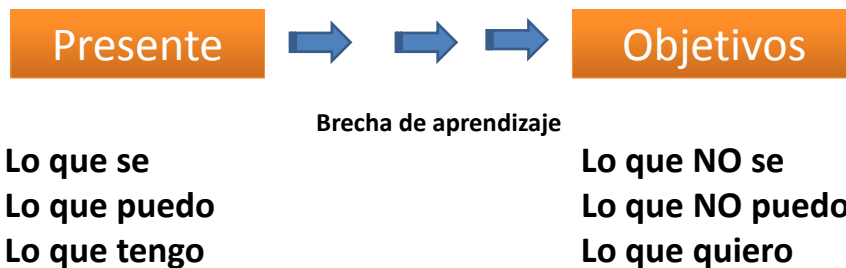 Presente Objetivos
Brecha de aprendizaje
Lo que se Lo que NO se
Lo que puedo Lo que NO puedo
Lo que tengo Lo que quiero